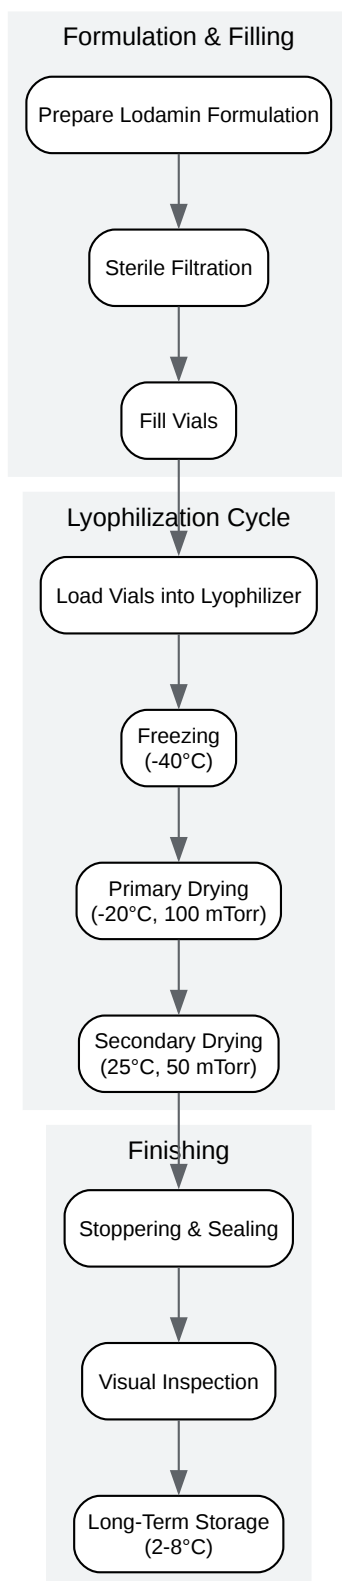 Formulation & Filling
Prepare Lodamin Formulation
Sterile Filtration
Fill Vials
Lyophilization Cycle
Load Vials into Lyophilizer
Freezing
(-40°C)
Primary Drying
(-20°C, 100 mTorr)
Secondary Drying
(25°C, 50 mTorr)
Finishing
Stoppering & Sealing
Visual Inspection
Long-Term Storage
(2-8°C)